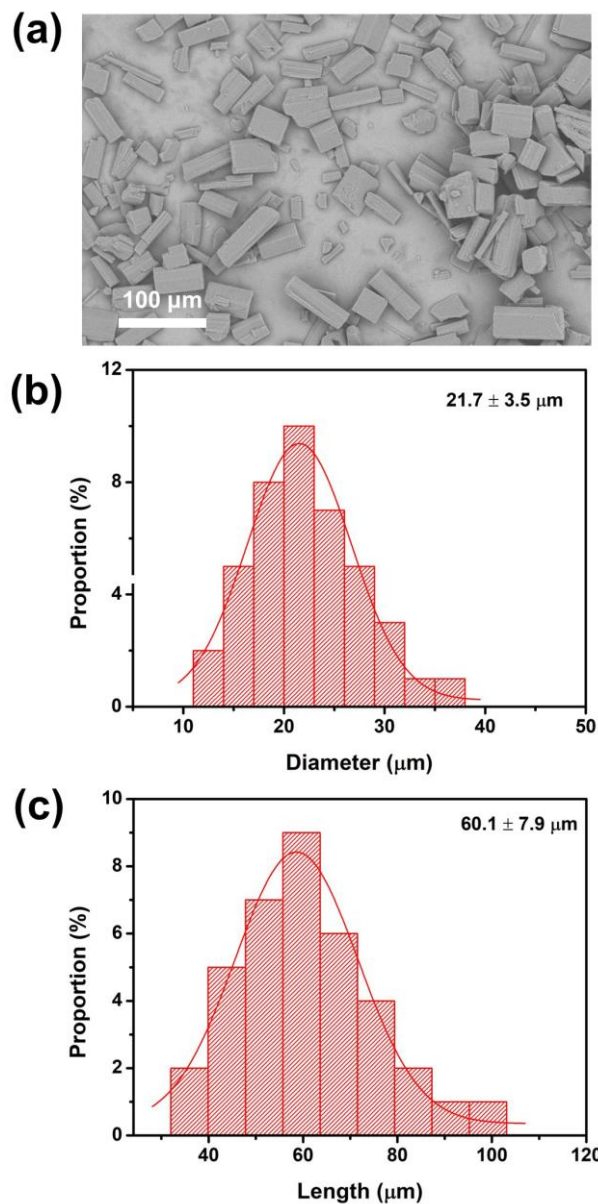 (a)
100 μm
(b)
12
8
4
0
Proportion (%)
21.7 ± 3.5 μm
10
20
30
40
50
Diameter (μm)
(c)
10
8
6
4
2
0
Proportion (%)
60.1 ± 7.9 μm
40
60
80
100
120
Length (μm)